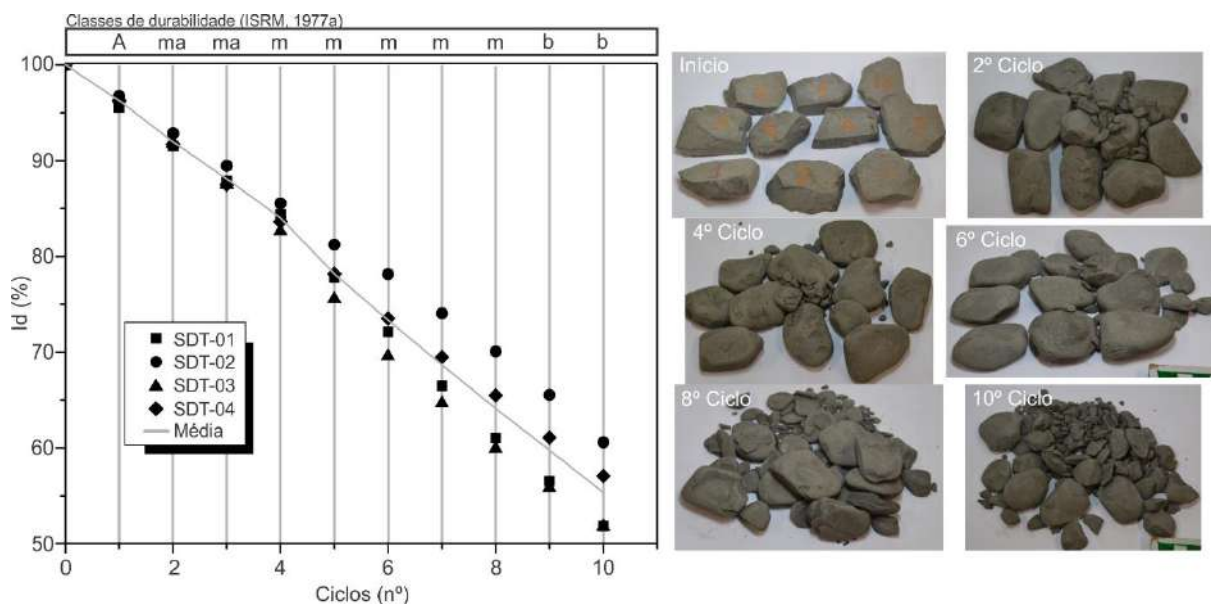 Classes de durabilidade (ISRM, 1977a)
A ma ma m m m m m b b
100
90
80
70
60
50
Id (%)
SDT-01
SDT-02
SDT-03
SDT-04
Média
0 2 4 6 8 10
Ciclos (nº)
Início
2º Ciclo
4º Ciclo
6º Ciclo
8º Ciclo
10º Ciclo